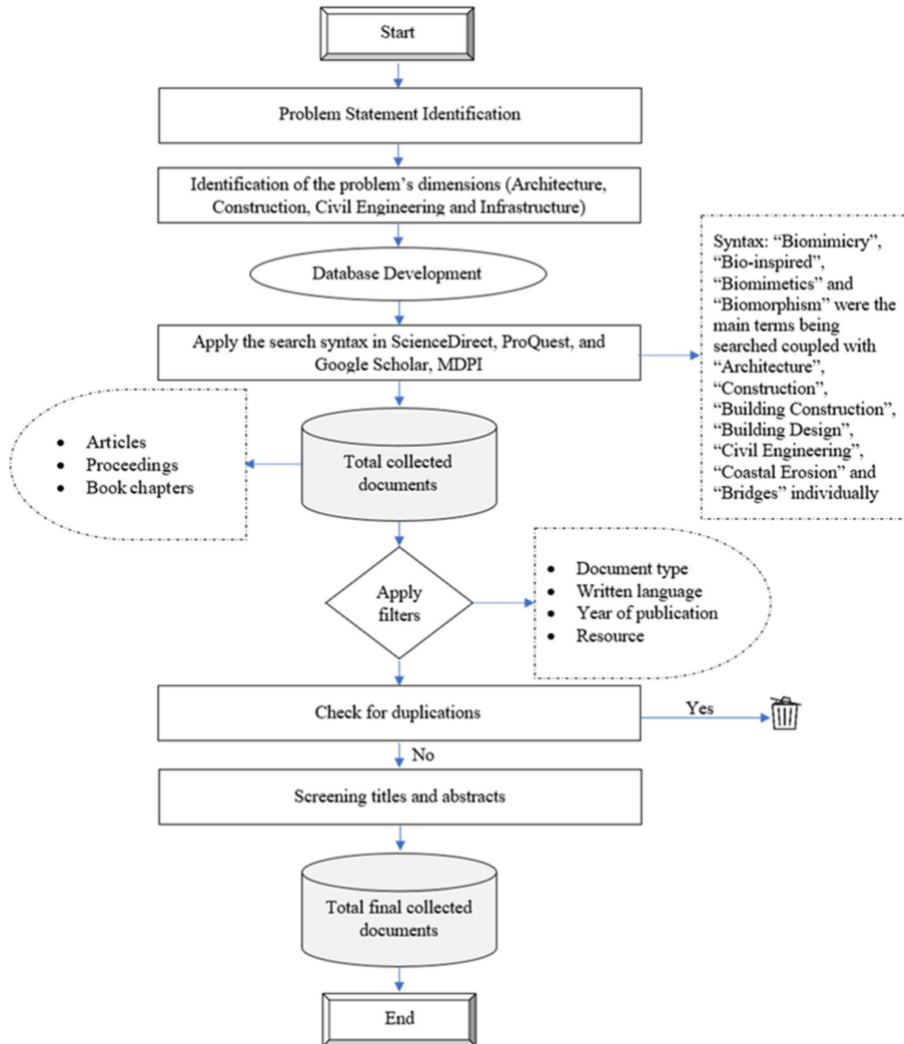 Start
Problem Statement Identification
Identification of the problem’s dimensions (Architecture,
Construction, Civil Engineering and Infrastructure)
Database Development
Apply the search syntax in ScienceDirect, ProQuest, and
Google Scholar, MDPI
Syntax: “Biomimicry”,
“Bio-inspired”,
“Biomimetics” and
“Biomorphism” were the
main terms being
searched coupled with
“Architecture”,
“Construction”,
“Building Construction”,
“Building Design”,
“Civil Engineering”,
“Coastal Erosion” and
“Bridges” individually
• Articles
• Proceedings
• Book chapters
Total collected
documents
Apply
filters
• Document type
• Written language
• Year of publication
• Resource
Check for duplications
Yes
No
Screening titles and abstracts
Total final collected
documents
End